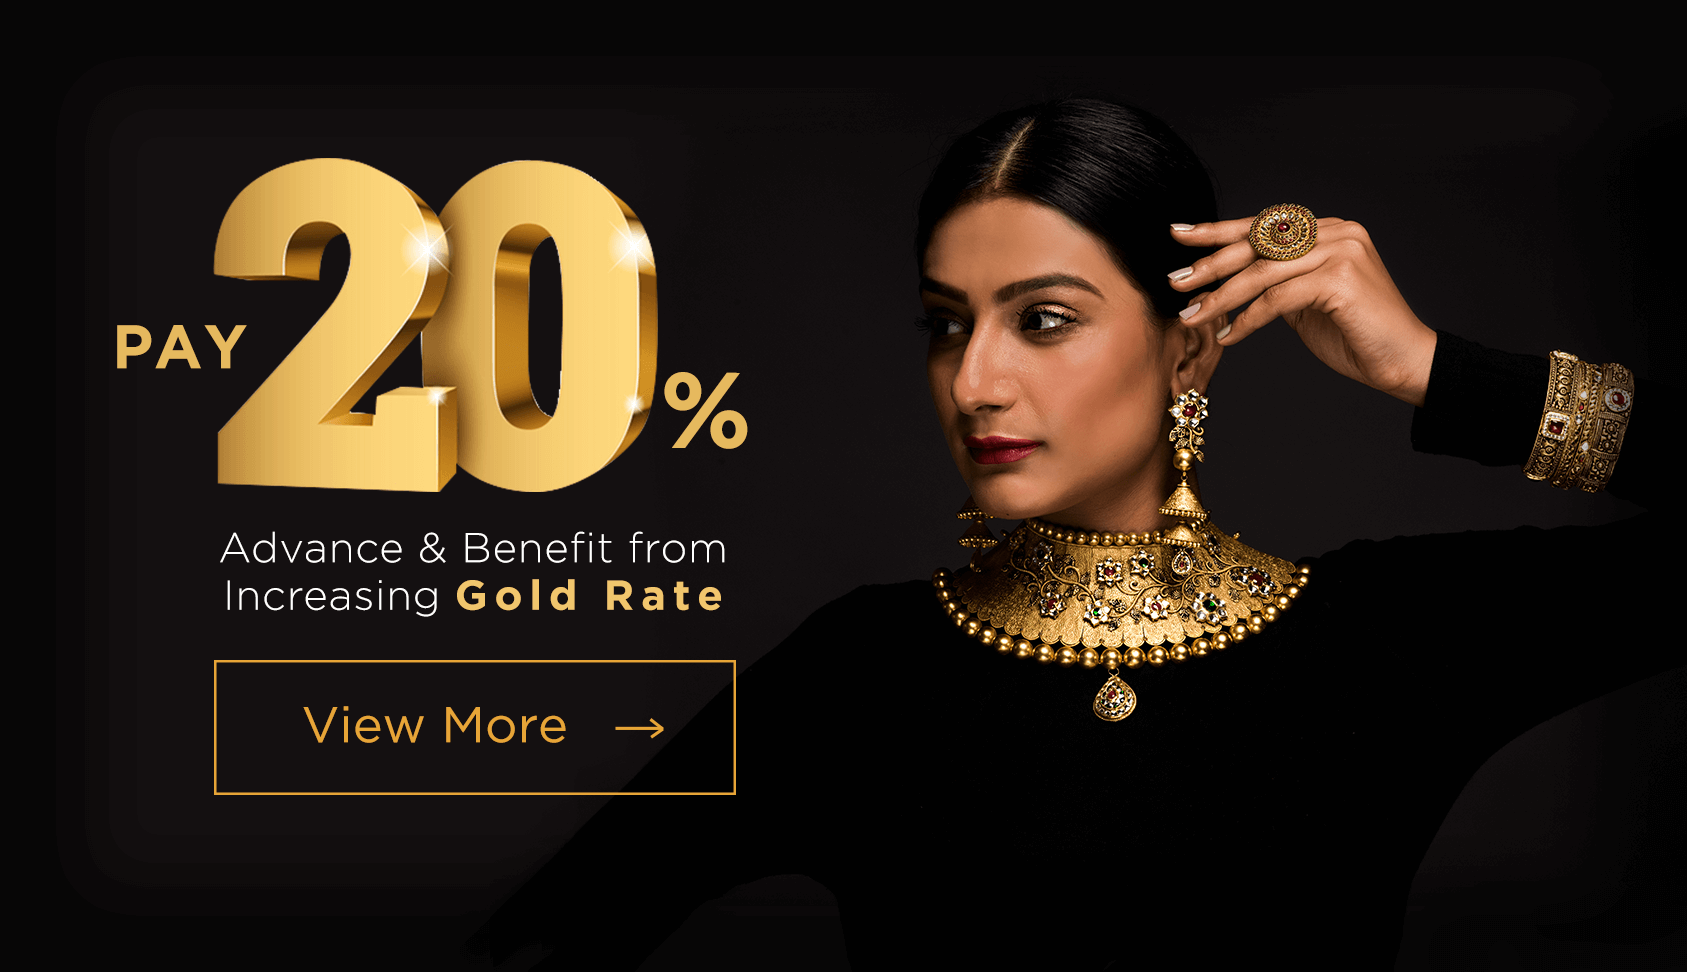 PAY 20%
Advance & Benefit from
Increasing Gold Rate
View More →